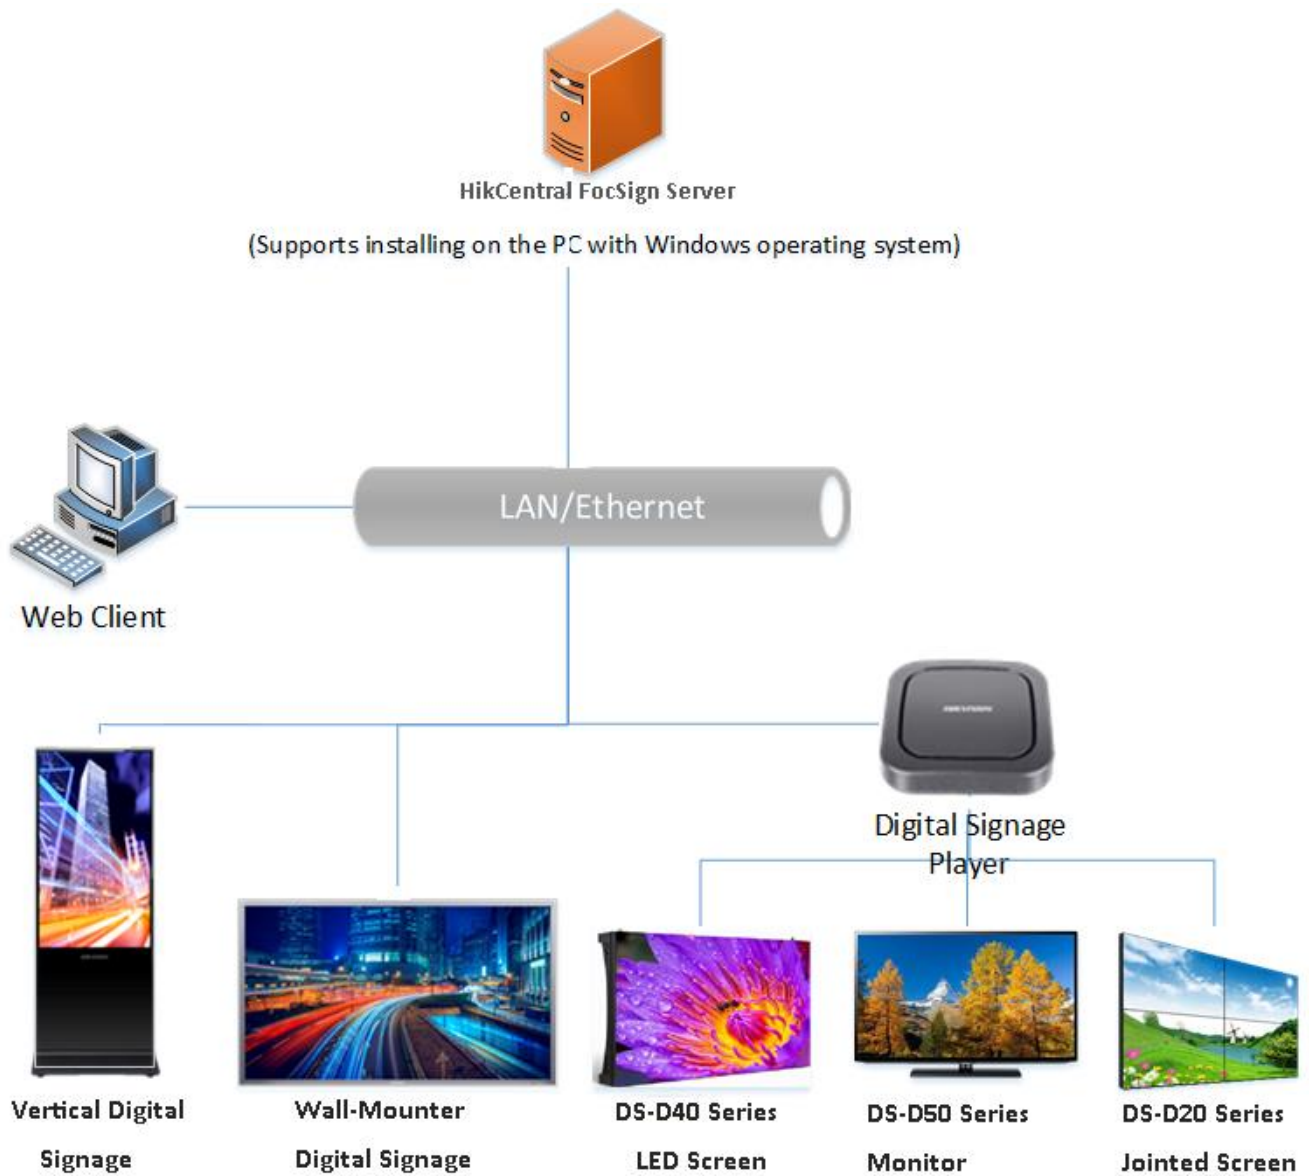 HikCentral FocSign Server
(Supports installing on the PC with Windows operating system)
LAN/Ethernet
Web Client
HIKVISION
Digital Signage
Player
Vertical Digital
Signage
Wall-Mounter
Digital Signage
DS-D40 Series
LED Screen
DS-D50 Series
Monitor
DS-D20 Series
Jointed Screen